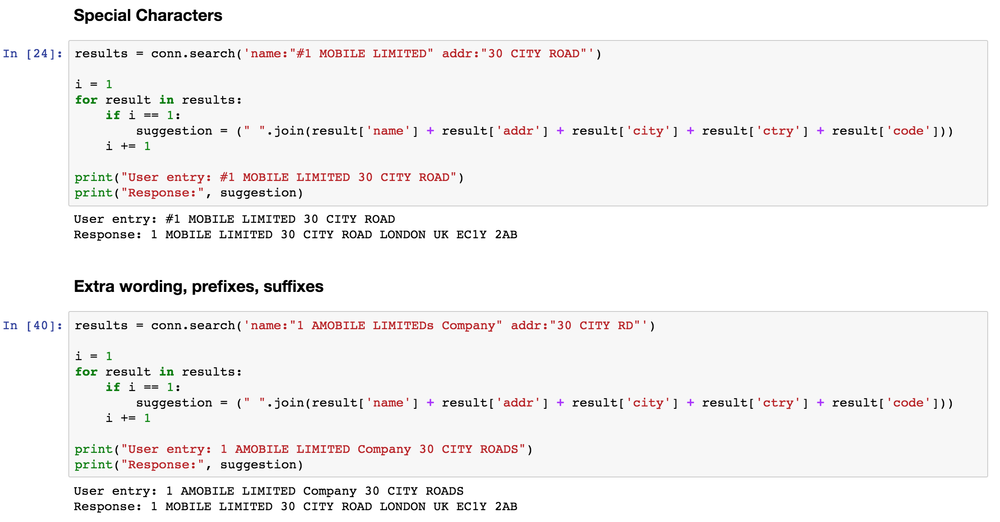 Special Characters
In [24]: results = conn.search('name:"#1 MOBILE LIMITED" addr:"30 CITY ROAD"')
i = 1
for result in results:
    if i == 1:
        suggestion = (" ".join(result['name'] + result['addr'] + result['city'] + result['ctry'] + result['code']))
    i += 1
print("User entry: #1 MOBILE LIMITED 30 CITY ROAD")
print("Response:", suggestion)
User entry: #1 MOBILE LIMITED 30 CITY ROAD
Response: 1 MOBILE LIMITED 30 CITY ROAD LONDON UK EC1Y 2AB
Extra wording, prefixes, suffixes
In [40]: results = conn.search('name:"1 AMOBILE LIMITEDs Company" addr:"30 CITY RD"')
i = 1
for result in results:
    if i == 1:
        suggestion = (" ".join(result['name'] + result['addr'] + result['city'] + result['ctry'] + result['code']))
    i += 1
print("User entry: 1 AMOBILE LIMITED Company 30 CITY ROADS")
print("Response:", suggestion)
User entry: 1 AMOBILE LIMITED Company 30 CITY ROADS
Response: 1 MOBILE LIMITED 30 CITY ROAD LONDON UK EC1Y 2AB